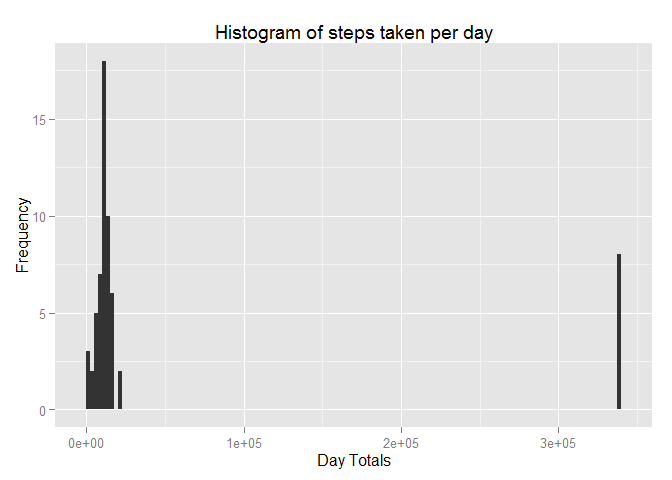 Histogram of steps taken per day
Frequency
15
10
5
0
0e+00 1e+05 2e+05 3e+05
Day Totals